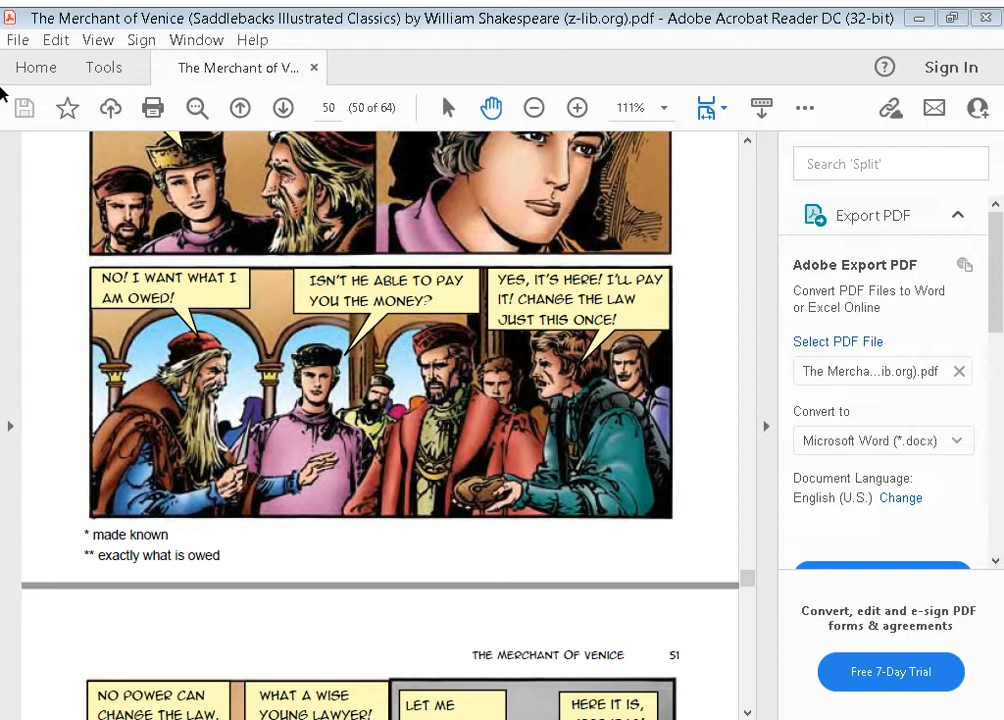 The Merchant of Venice (Saddlebacks Illustrated Classics) by William Shakespeare (z-lib.org).pdf - Adobe Acrobat Reader DC (32-bit)
File Edit View Sign Window Help
Home Tools The Merchant of V... × Sign In
50 (50 of 64) 111%
NO! I WANT WHAT I
AM OWED!
ISN'T HE ABLE TO PAY
YOU THE MONEY?
YES, IT'S HERE! I'LL PAY
IT! CHANGE THE LAW
JUST THIS ONCE!
* made known
** exactly what is owed
THE MERCHANT OF VENICE 51
NO POWER CAN
CHANGE THE LAW.
WHAT A WISE
YOUNG LAWYER!
LET ME
HERE IT IS,
Search 'Split'
Export PDF
Adobe Export PDF
Convert PDF Files to Word
or Excel Online
Select PDF File
The Mercha...ib.org).pdf
Convert to
Microsoft Word (*.docx)
Document Language:
English (U.S.) Change
Convert, edit and e-sign PDF
forms & agreements
Free 7-Day Trial